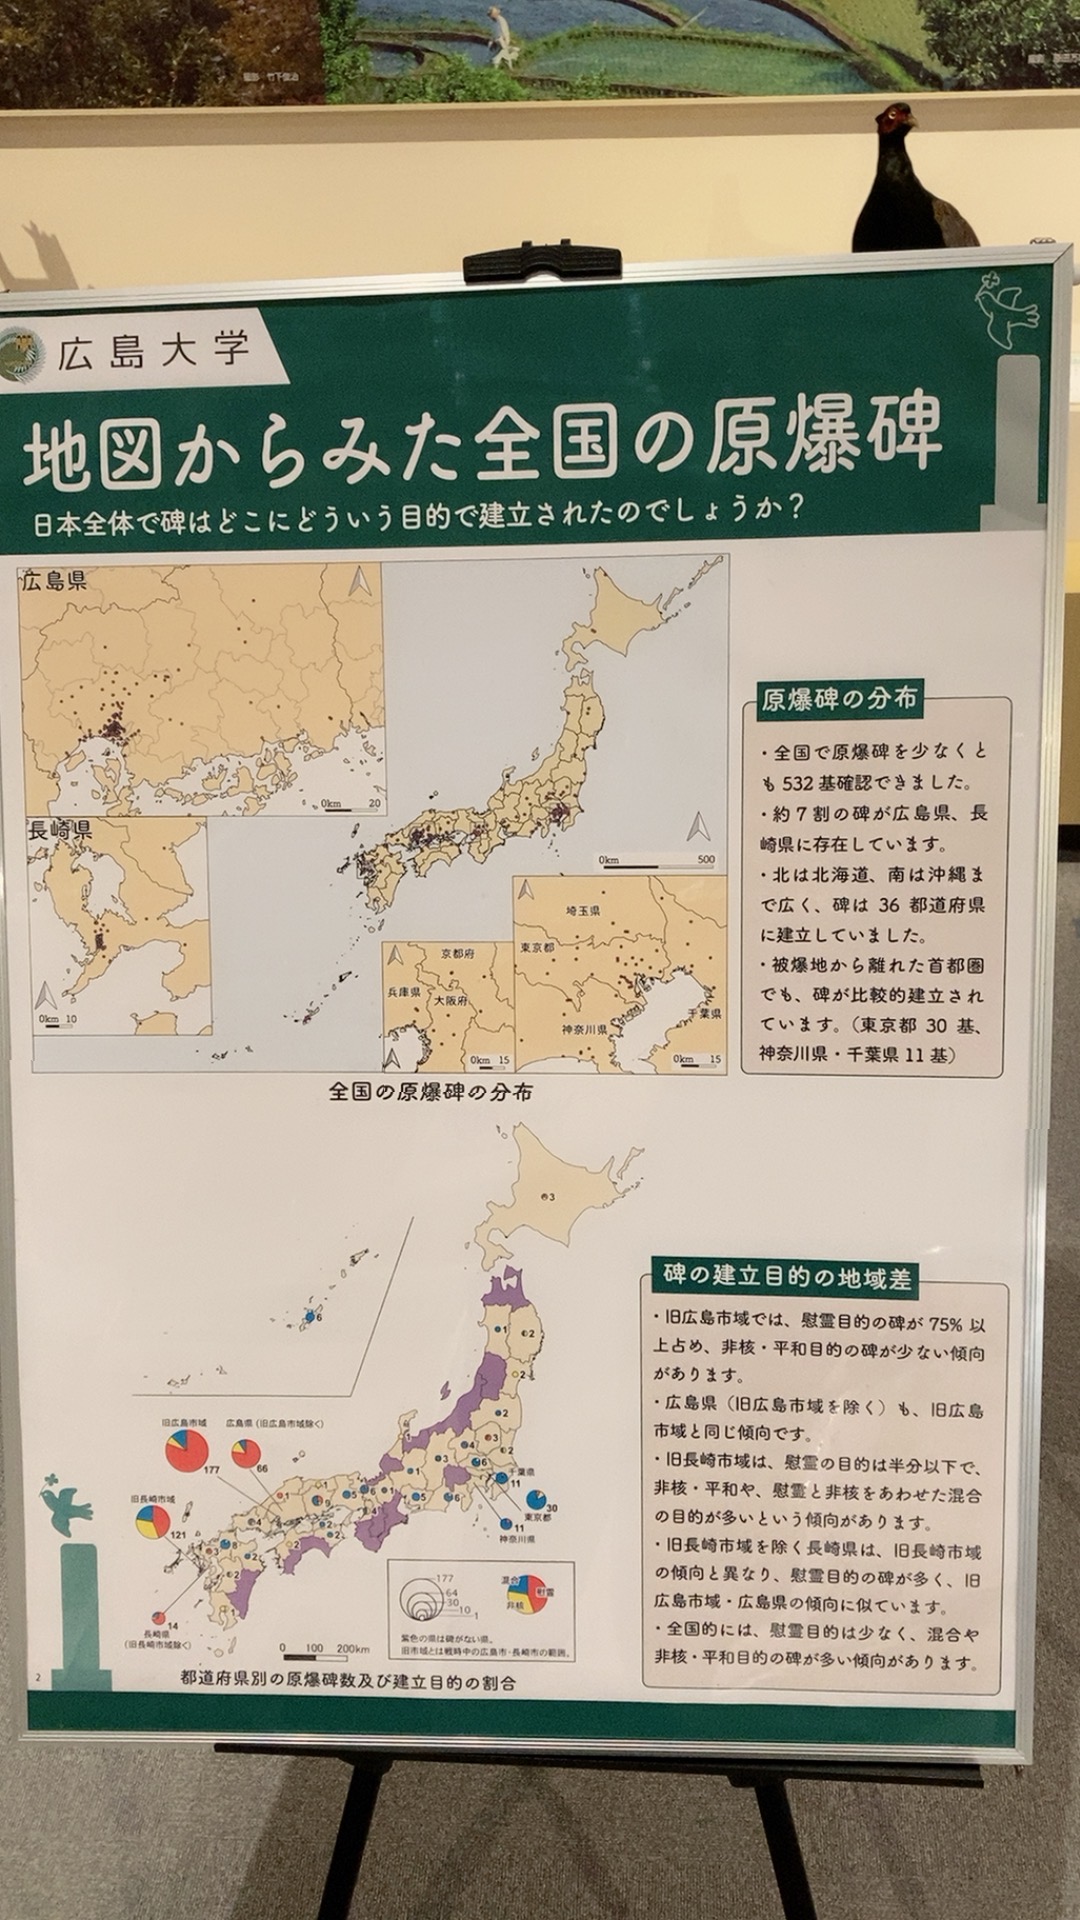 撮影 竹下俊治
広島大学
地図からみた全国の原爆碑
日本全体で碑はどこにどういう目的で建立されたのでしょうか?
広島県
0km 20
長崎県
0km 10
0km 500
埼玉県
東京都
神奈川県
千葉県
0km 15
京都府
兵庫県
大阪府
0km 15
全国の原爆碑の分布
原爆碑の分布
・全国で原爆碑を少なくと
も 532 基確認できました。
・約 7 割の碑が広島県、長
崎県に存在しています。
・北は北海道、南は沖縄ま
で広く、碑は 36 都道府県
に建立していました。
・被爆地から離れた首都圏
でも、碑が比較的建立され
ています。(東京都 30 基、
神奈川県・千葉県 11 基)
3
6
1
2
2
2
3
2
4
6
3
1
5
6
旧広島市域
177
広島県(旧広島市域除く)
66
旧長崎市域
121
長崎県
(旧長崎市域除く)
14
千葉県
11
30
東京都
11
神奈川県
177
64
30
10
1
混合
慰霊
非核
紫色の県は碑がない県。
旧市域とは戦時中の広島市・長崎市の範囲。
0 100 200km
都道府県別の原爆碑数及び建立目的の割合
碑の建立目的の地域差
・旧広島市域では、慰霊目的の碑が 75% 以
上占め、非核・平和目的の碑が少ない傾向
があります。
・広島県(旧広島市域を除く)も、旧広島
市域と同じ傾向です。
・旧長崎市域は、慰霊の目的は半分以下で、
非核・平和や、慰霊と非核をあわせた混合
の目的が多いという傾向があります。
・旧長崎市域を除く長崎県は、旧長崎市域
の傾向と異なり、慰霊目的の碑が多く、旧
広島市域・広島県の傾向に似ています。
・全国的には、慰霊目的は少なく、混合や
非核・平和目的の碑が多い傾向があります。
2